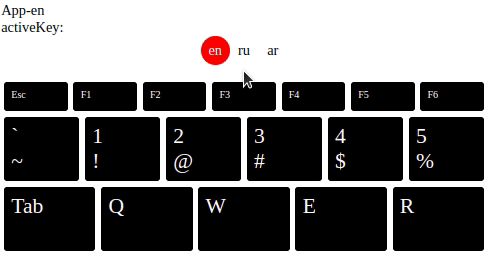 App-en
activeKey:
en ru ar
Esc F1 F2 F3 F4 F5 F6
` 1 2 3 4 5
~ ! @ # $ %
Tab Q W E R